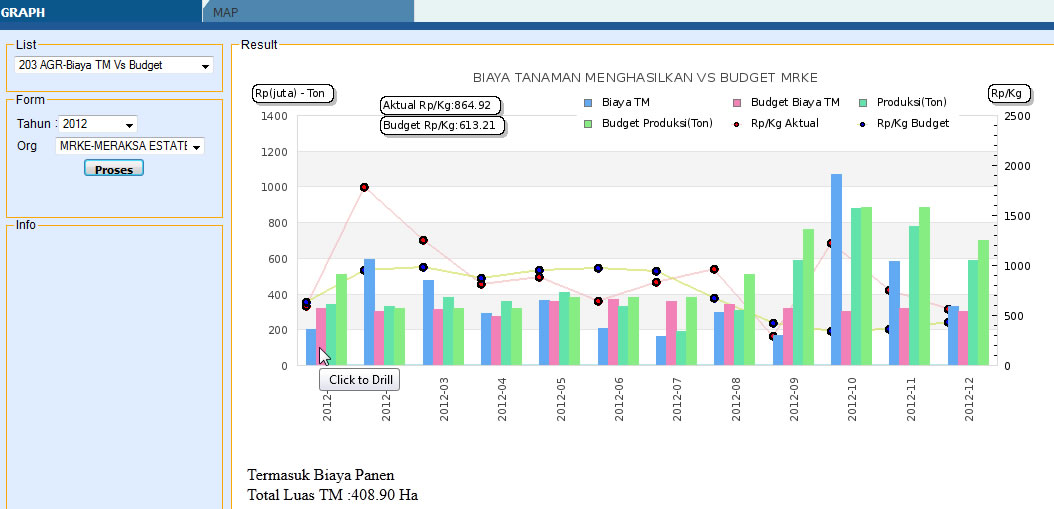 GRAPH
MAP
List
203 AGR-Biaya TM Vs Budget
Form
Tahun :
2012
Org
MRKE-MERAKSA ESTATE
Proses
Info
Result
BIAYA TANAMAN MENGHASILKAN VS BUDGET MRKE
Rp(juta) - Ton
Aktual Rp/Kg:864.92
Budget Rp/Kg:613.21
Biaya TM
Budget Biaya TM
Produksi(Ton)
Budget Produksi(Ton)
Rp/Kg Aktual
Rp/Kg Budget
Rp/Kg
1400
1200
1000
800
600
400
200
0
2500
2000
1500
1000
500
0
2012-
2012-
2012-03
2012-04
2012-05
2012-06
2012-07
2012-08
2012-09
2012-10
2012-11
2012-12
Click to Drill
Termasuk Biaya Panen
Total Luas TM :408.90 Ha